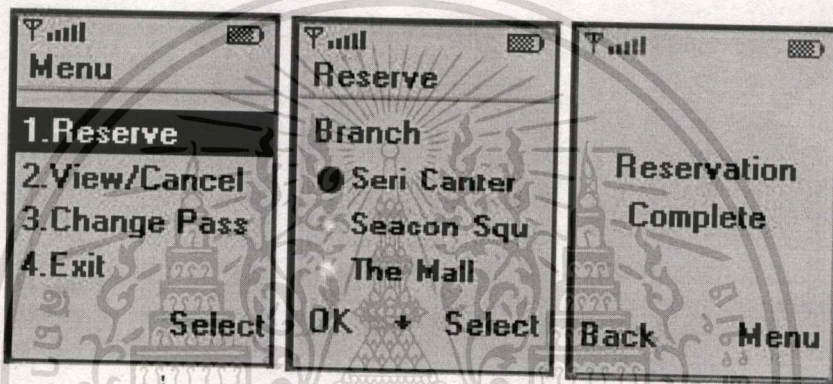 Menu
1.Reserve
2.View/Cancel
3.Change Pass
4.Exit
Select
Reserve
Branch
Seri Canter
Seacon Squ
The Mall
OK Select
Reservation
Complete
Back Menu